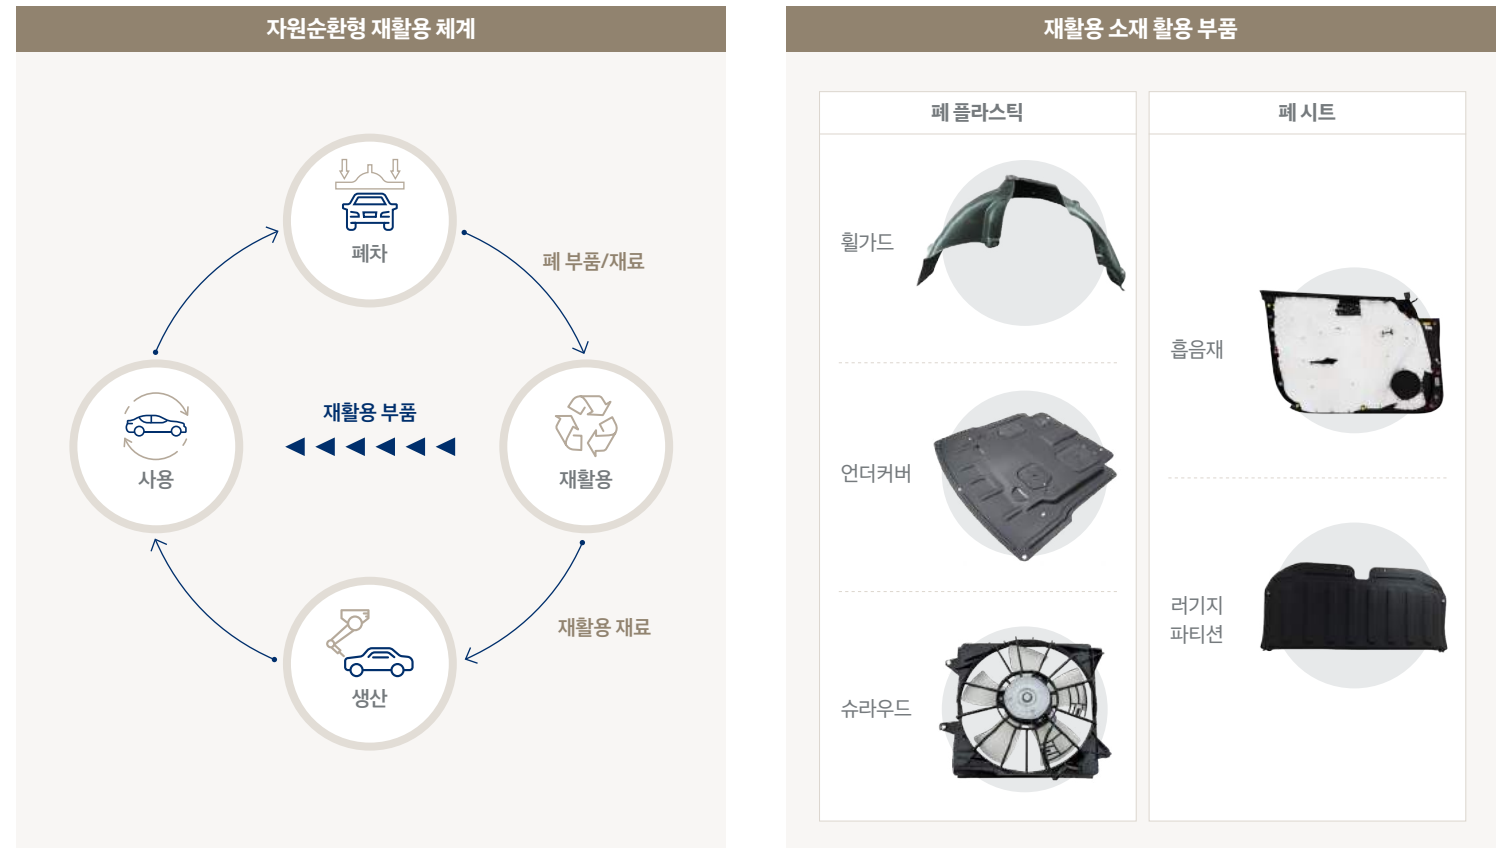 자원순환형 재활용 체계
폐차
폐 부품/재료
재활용 부품
사용
재활용
재활용 재료
생산
재활용 소재 활용 부품
폐 플라스틱
휠가드
언더커버
슈라우드
폐 시트
흡음재
러기지
파티션